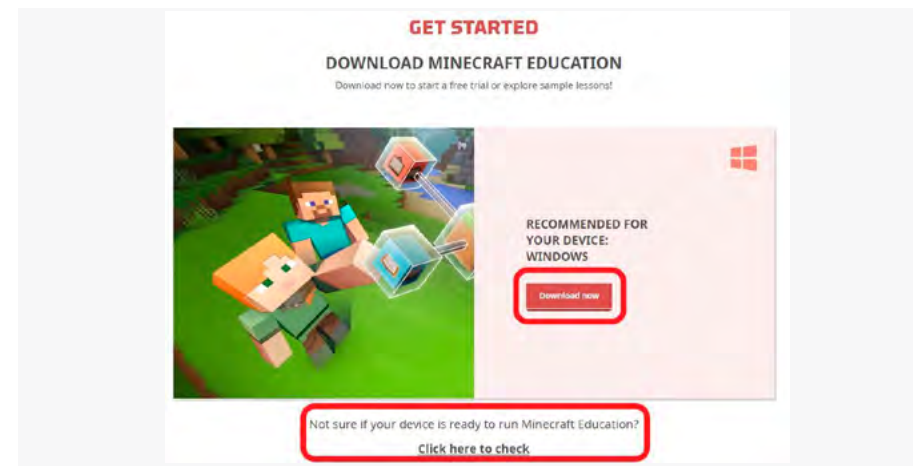 GET STARTED
DOWNLOAD MINECRAFT EDUCATION
Download now to start a free trial or explore sample lessons!
RECOMMENDED FOR
YOUR DEVICE:
WINDOWS
Download now
Not sure if your device is ready to run Minecraft Education?
Click here to check